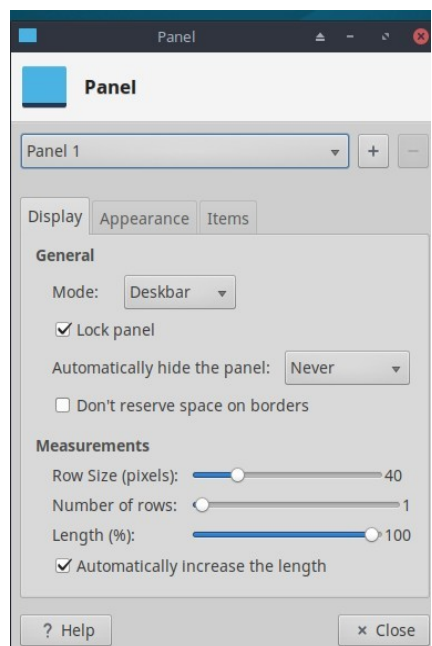 Panel
Panel
Panel 1
Display Appearance Items
General
Mode: Deskbar
Lock panel
Automatically hide the panel: Never
Don't reserve space on borders
Measurements
Row Size (pixels): 40
Number of rows: 1
Length (%): 100
Automatically increase the length
? Help × Close